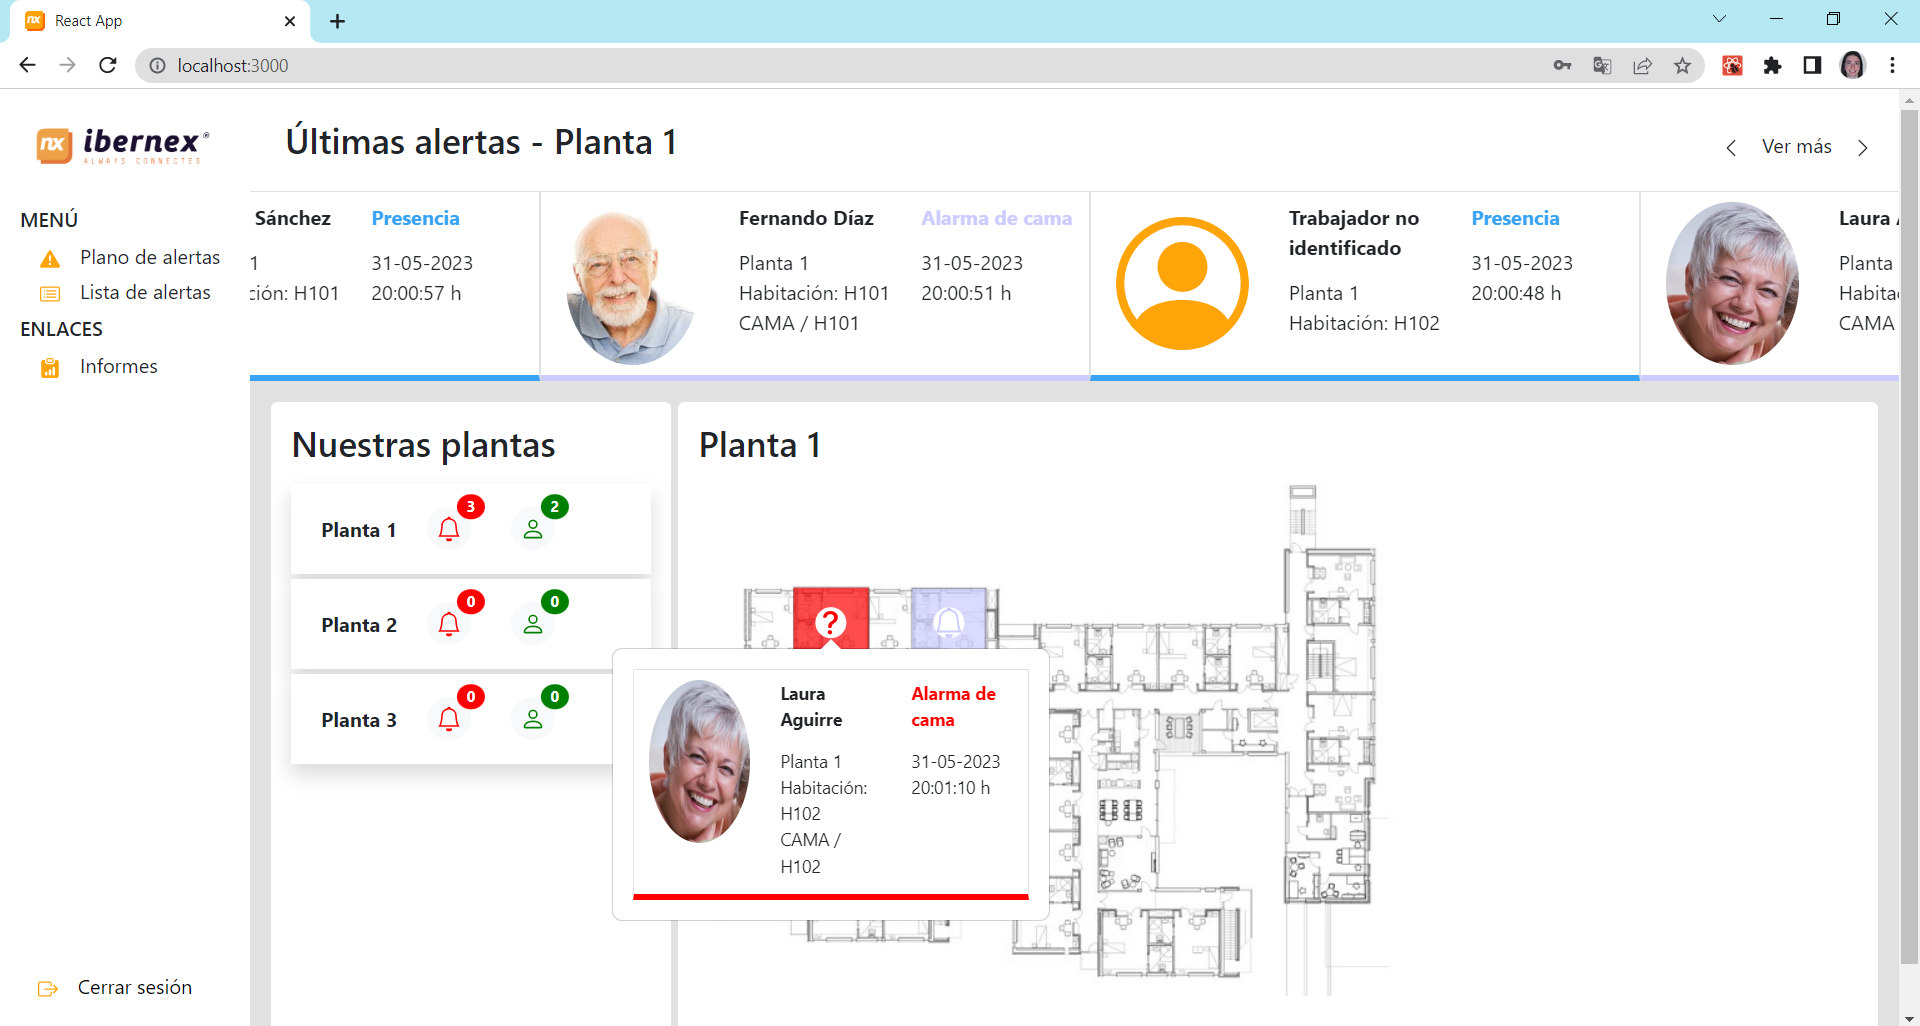 React App
localhost:3000
ibernex®
ALWAYS CONNECTED
MENÚ
Plano de alertas
Lista de alertas
ENLACES
Informes
Cerrar sesión
Últimas alertas - Planta 1
Ver más
Sánchez
Presencia
1
ción: H101
31-05-2023
20:00:57 h
Fernando Díaz
Alarma de cama
Planta 1
Habitación: H101
CAMA / H101
31-05-2023
20:00:51 h
Trabajador no
identificado
Presencia
Planta 1
Habitación: H102
31-05-2023
20:00:48 h
Laura
Planta
Habita
CAMA
Nuestras plantas
Planta 1
3
2
Planta 2
0
0
Planta 3
0
0
Planta 1
?
Laura
Aguirre
Alarma de
cama
Planta 1
Habitación:
H102
CAMA /
H102
31-05-2023
20:01:10 h